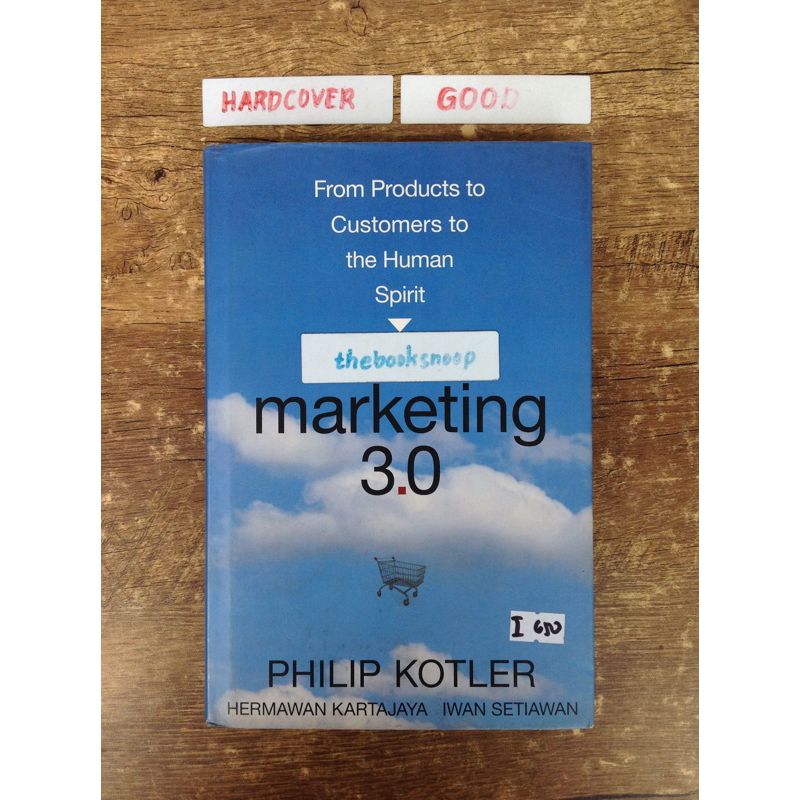 HARDCOVER GOOD
From Products to
Customers to
the Human
Spirit
thebooksnoop
marketing
3.0
I 650
PHILIP KOTLER
HERMAWAN KARTAJAYA IWAN SETIAWAN